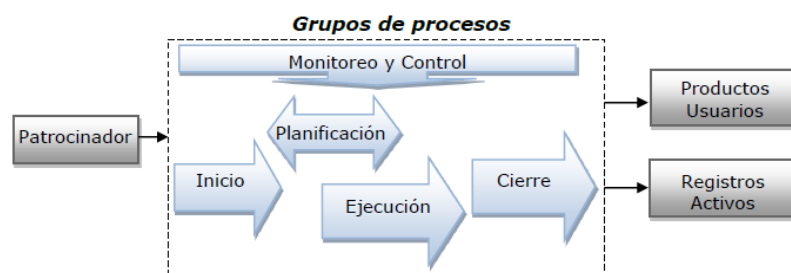 Grupos de procesos
Monitoreo y Control
Patrocinador
Planificación
Inicio
Ejecución
Cierre
Productos
Usuarios
Registros
Activos